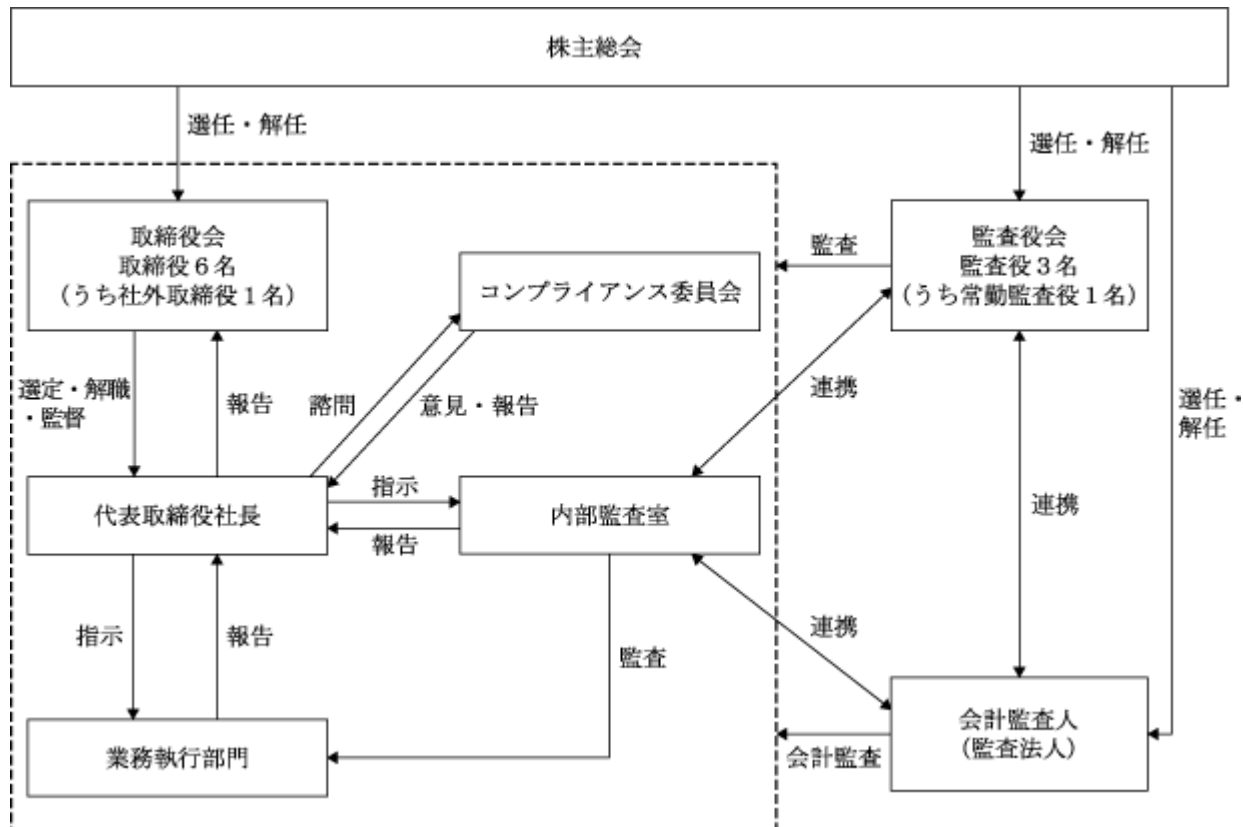 株主総会
選任・解任
選任・解任
取締役会
取締役6名
(うち社外取締役1名)
コンプライアンス委員会
監査
監査役会
監査役3名
(うち常勤監査役1名)
選定・解職
・監督
報告
諮問
意見・報告
連携
選任・
解任
代表取締役社長
指示
報告
内部監査室
連携
指示
報告
監査
連携
業務執行部門
会計監査
会計監査人
(監査法人)